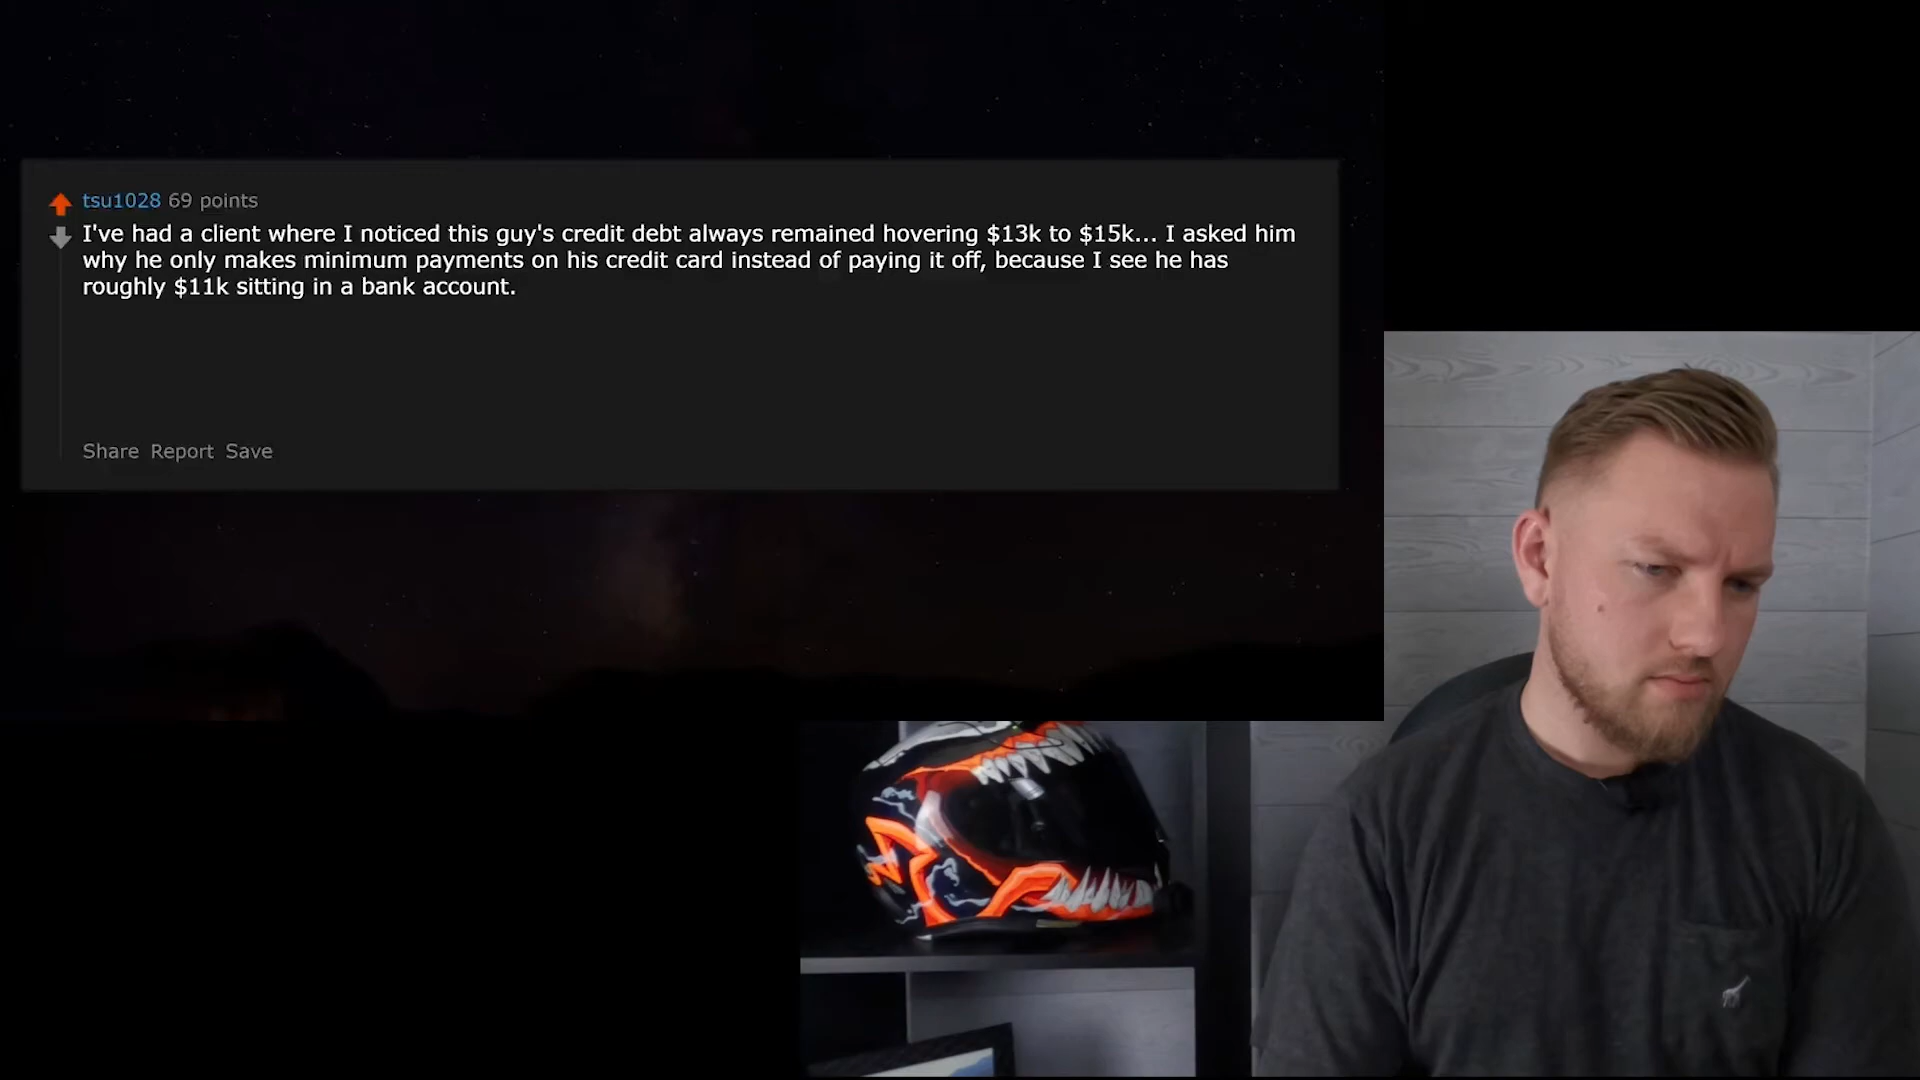 tsu1028 69 points
I've had a client where I noticed this guy's credit debt always remained hovering $13k to $15k... I asked him
why he only makes minimum payments on his credit card instead of paying it off, because I see he has
roughly $11k sitting in a bank account.
Share Report Save